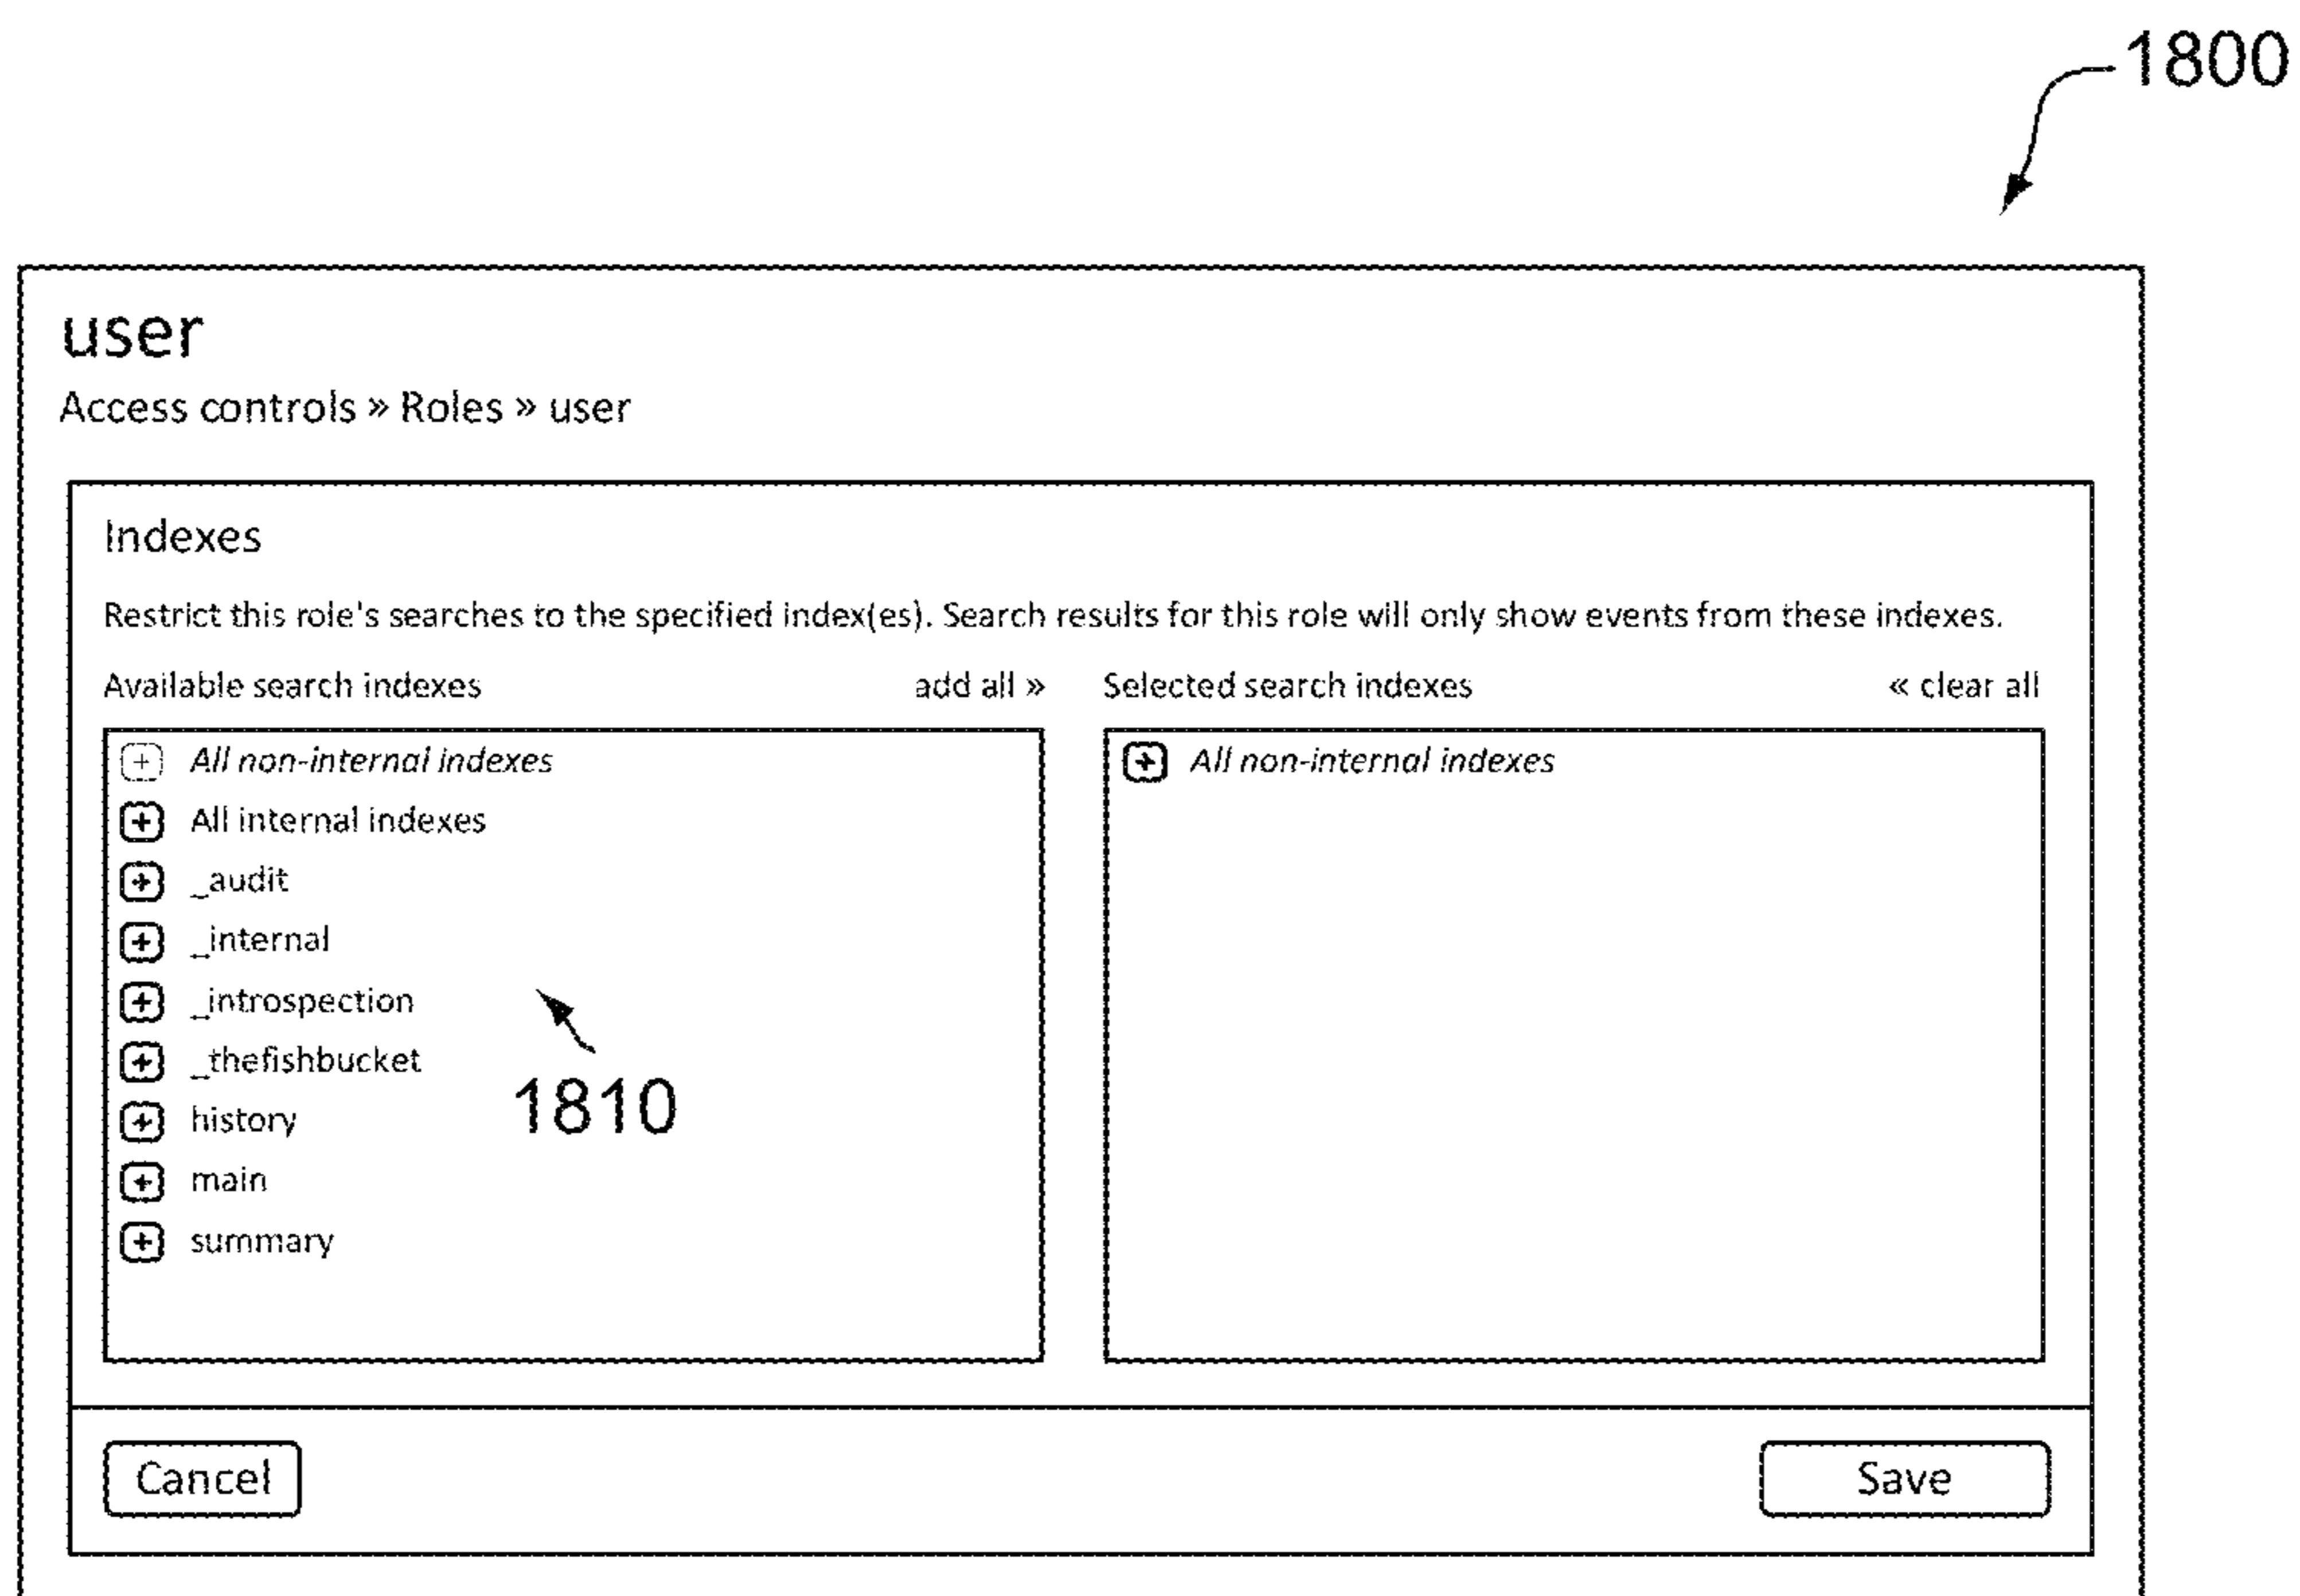 1800
user
Access controls » Roles » user
Indexes
Restrict this role's searches to the specified index(es). Search results for this role will only show events from these indexes.
Available search indexes add all »
+ All non-internal indexes
+ All internal indexes
+ _audit
+ _internal
+ _introspection
+ _thefishbucket
+ history
+ main
+ summary
1810
Selected search indexes « clear all
+ All non-internal indexes
Cancel
Save